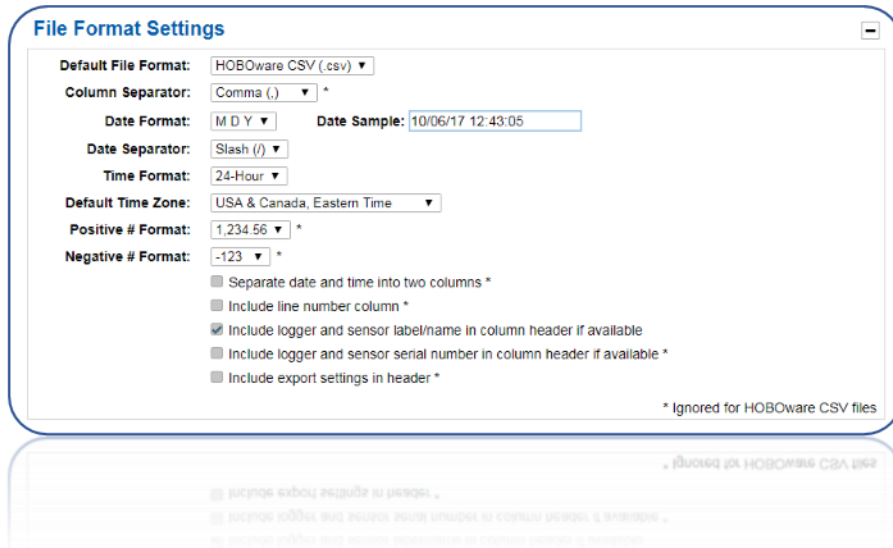 File Format Settings
Default File Format: HOBOware CSV (.csv)
Column Separator: Comma (,) *
Date Format: M D Y Date Sample: 10/06/17 12:43:05
Date Separator: Slash (/)
Time Format: 24-Hour
Default Time Zone: USA & Canada, Eastern Time
Positive # Format: 1,234.56 *
Negative # Format: -123 *
Separate date and time into two columns *
Include line number column *
Include logger and sensor label/name in column header if available
Include logger and sensor serial number in column header if available *
Include export settings in header *
* Ignored for HOBOware CSV files